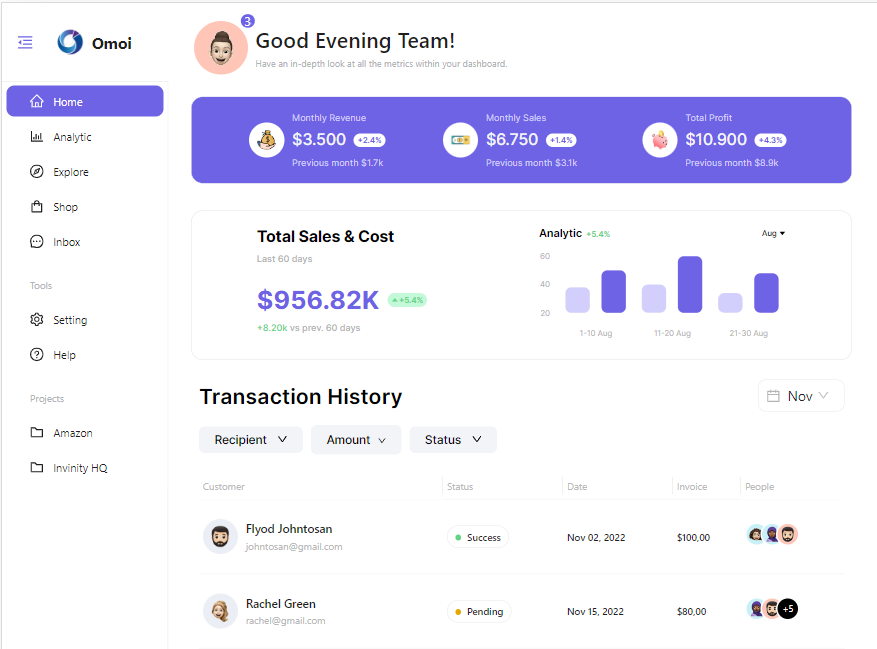 Omoi
3
Good Evening Team!
Have an in-depth look at all the metrics within your dashboard.
Home
Analytic
Explore
Shop
Inbox
Tools
Setting
Help
Projects
Amazon
Invinity HQ
Monthly Revenue
$3.500 +2.4%
Previous month $1.7k
Monthly Sales
$6.750 +1.4%
Previous month $3.1k
Total Profit
$10.900 +4.3%
Previous month $8.9k
Total Sales & Cost
Last 60 days
$956.82K +5.4%
+8.20k vs prev. 60 days
Analytic +5.4%
Aug
60
40
20
1-10 Aug 11-20 Aug 21-30 Aug
Transaction History
Nov
Recipient Amount Status
Customer Status Date Invoice People
Flyod Johntosan
johntosan@gmail.com
Success Nov 02, 2022 $100,00
Rachel Green
rachel@gmail.com
Pending Nov 15, 2022 $80,00 +5